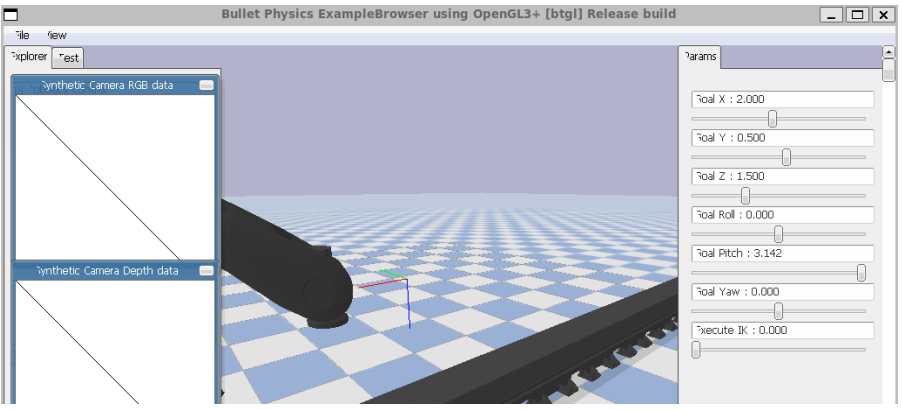 Bullet Physics ExampleBrowser using OpenGL3+ [btgl] Release build
File View
Explorer Test
Synthetic Camera RGB data
Synthetic Camera Depth data
Params
Goal X : 2.000
Goal Y : 0.500
Goal Z : 1.500
Goal Roll : 0.000
Goal Pitch : 3.142
Goal Yaw : 0.000
Execute IK : 0.000